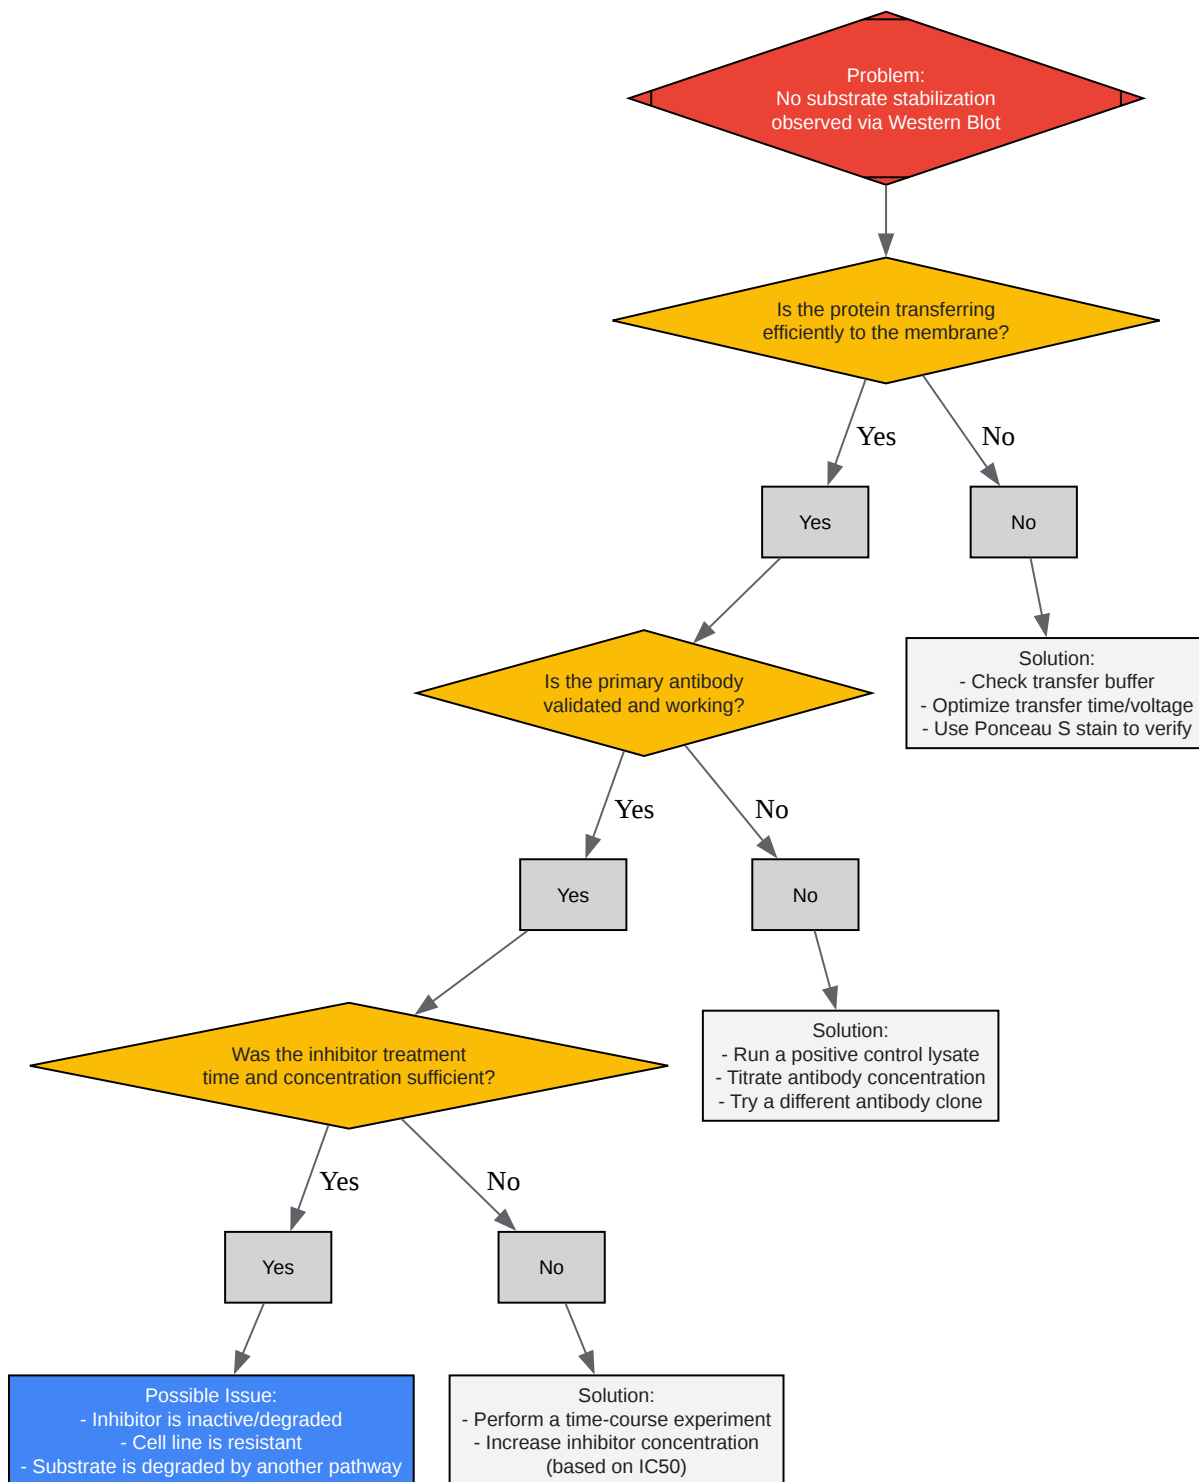 Problem:
No substrate stabilization
observed via Western Blot
Is the protein transferring
efficiently to the membrane?
Yes
No
Yes
No
Solution:
- Check transfer buffer
- Optimize transfer time/voltage
- Use Ponceau S stain to verify
Is the primary antibody
validated and working?
Yes
No
Yes
No
Solution:
- Run a positive control lysate
- Titrate antibody concentration
- Try a different antibody clone
Was the inhibitor treatment
time and concentration sufficient?
Yes
No
Yes
No
Possible Issue:
- Inhibitor is inactive/degraded
- Cell line is resistant
- Substrate is degraded by another pathway
Solution:
- Perform a time-course experiment
- Increase inhibitor concentration
(based on IC50)